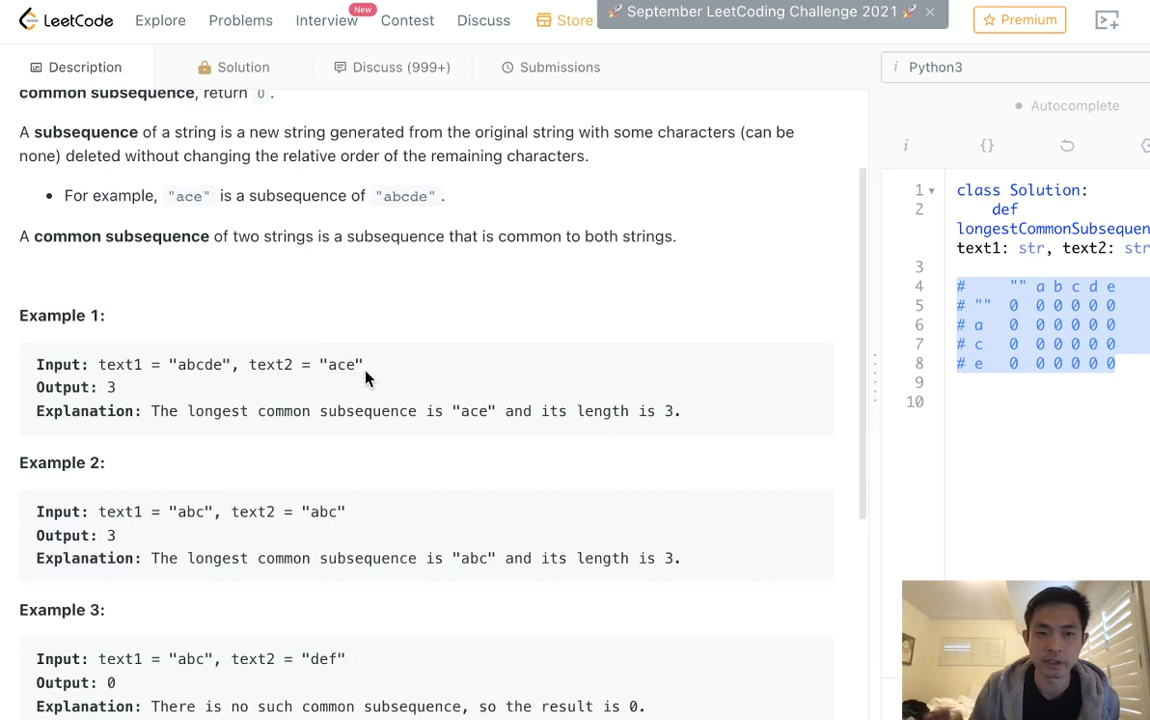 LeetCode Explore Problems Interview New Contest Discuss Store 🚀 September LeetCoding Challenge 2021 🚀 × Premium
Description Solution Discuss (999+) Submissions i Python3
Autocomplete
i {}
common subsequence, return 0 .
A subsequence of a string is a new string generated from the original string with some characters (can be
none) deleted without changing the relative order of the remaining characters.
• For example, "ace" is a subsequence of "abcde" .
A common subsequence of two strings is a subsequence that is common to both strings.
Example 1:
Input: text1 = "abcde", text2 = "ace"
Output: 3
Explanation: The longest common subsequence is "ace" and its length is 3.
Example 2:
Input: text1 = "abc", text2 = "abc"
Output: 3
Explanation: The longest common subsequence is "abc" and its length is 3.
Example 3:
Input: text1 = "abc", text2 = "def"
Output: 0
Explanation: There is no such common subsequence, so the result is 0.
1 class Solution:
2 def
longestCommonSubsequen
text1: str, text2: str
3
4 # "" a b c d e
5 # "" 0 0 0 0 0 0
6 # a 0 0 0 0 0 0
7 # c 0 0 0 0 0 0
8 # e 0 0 0 0 0 0
9
10